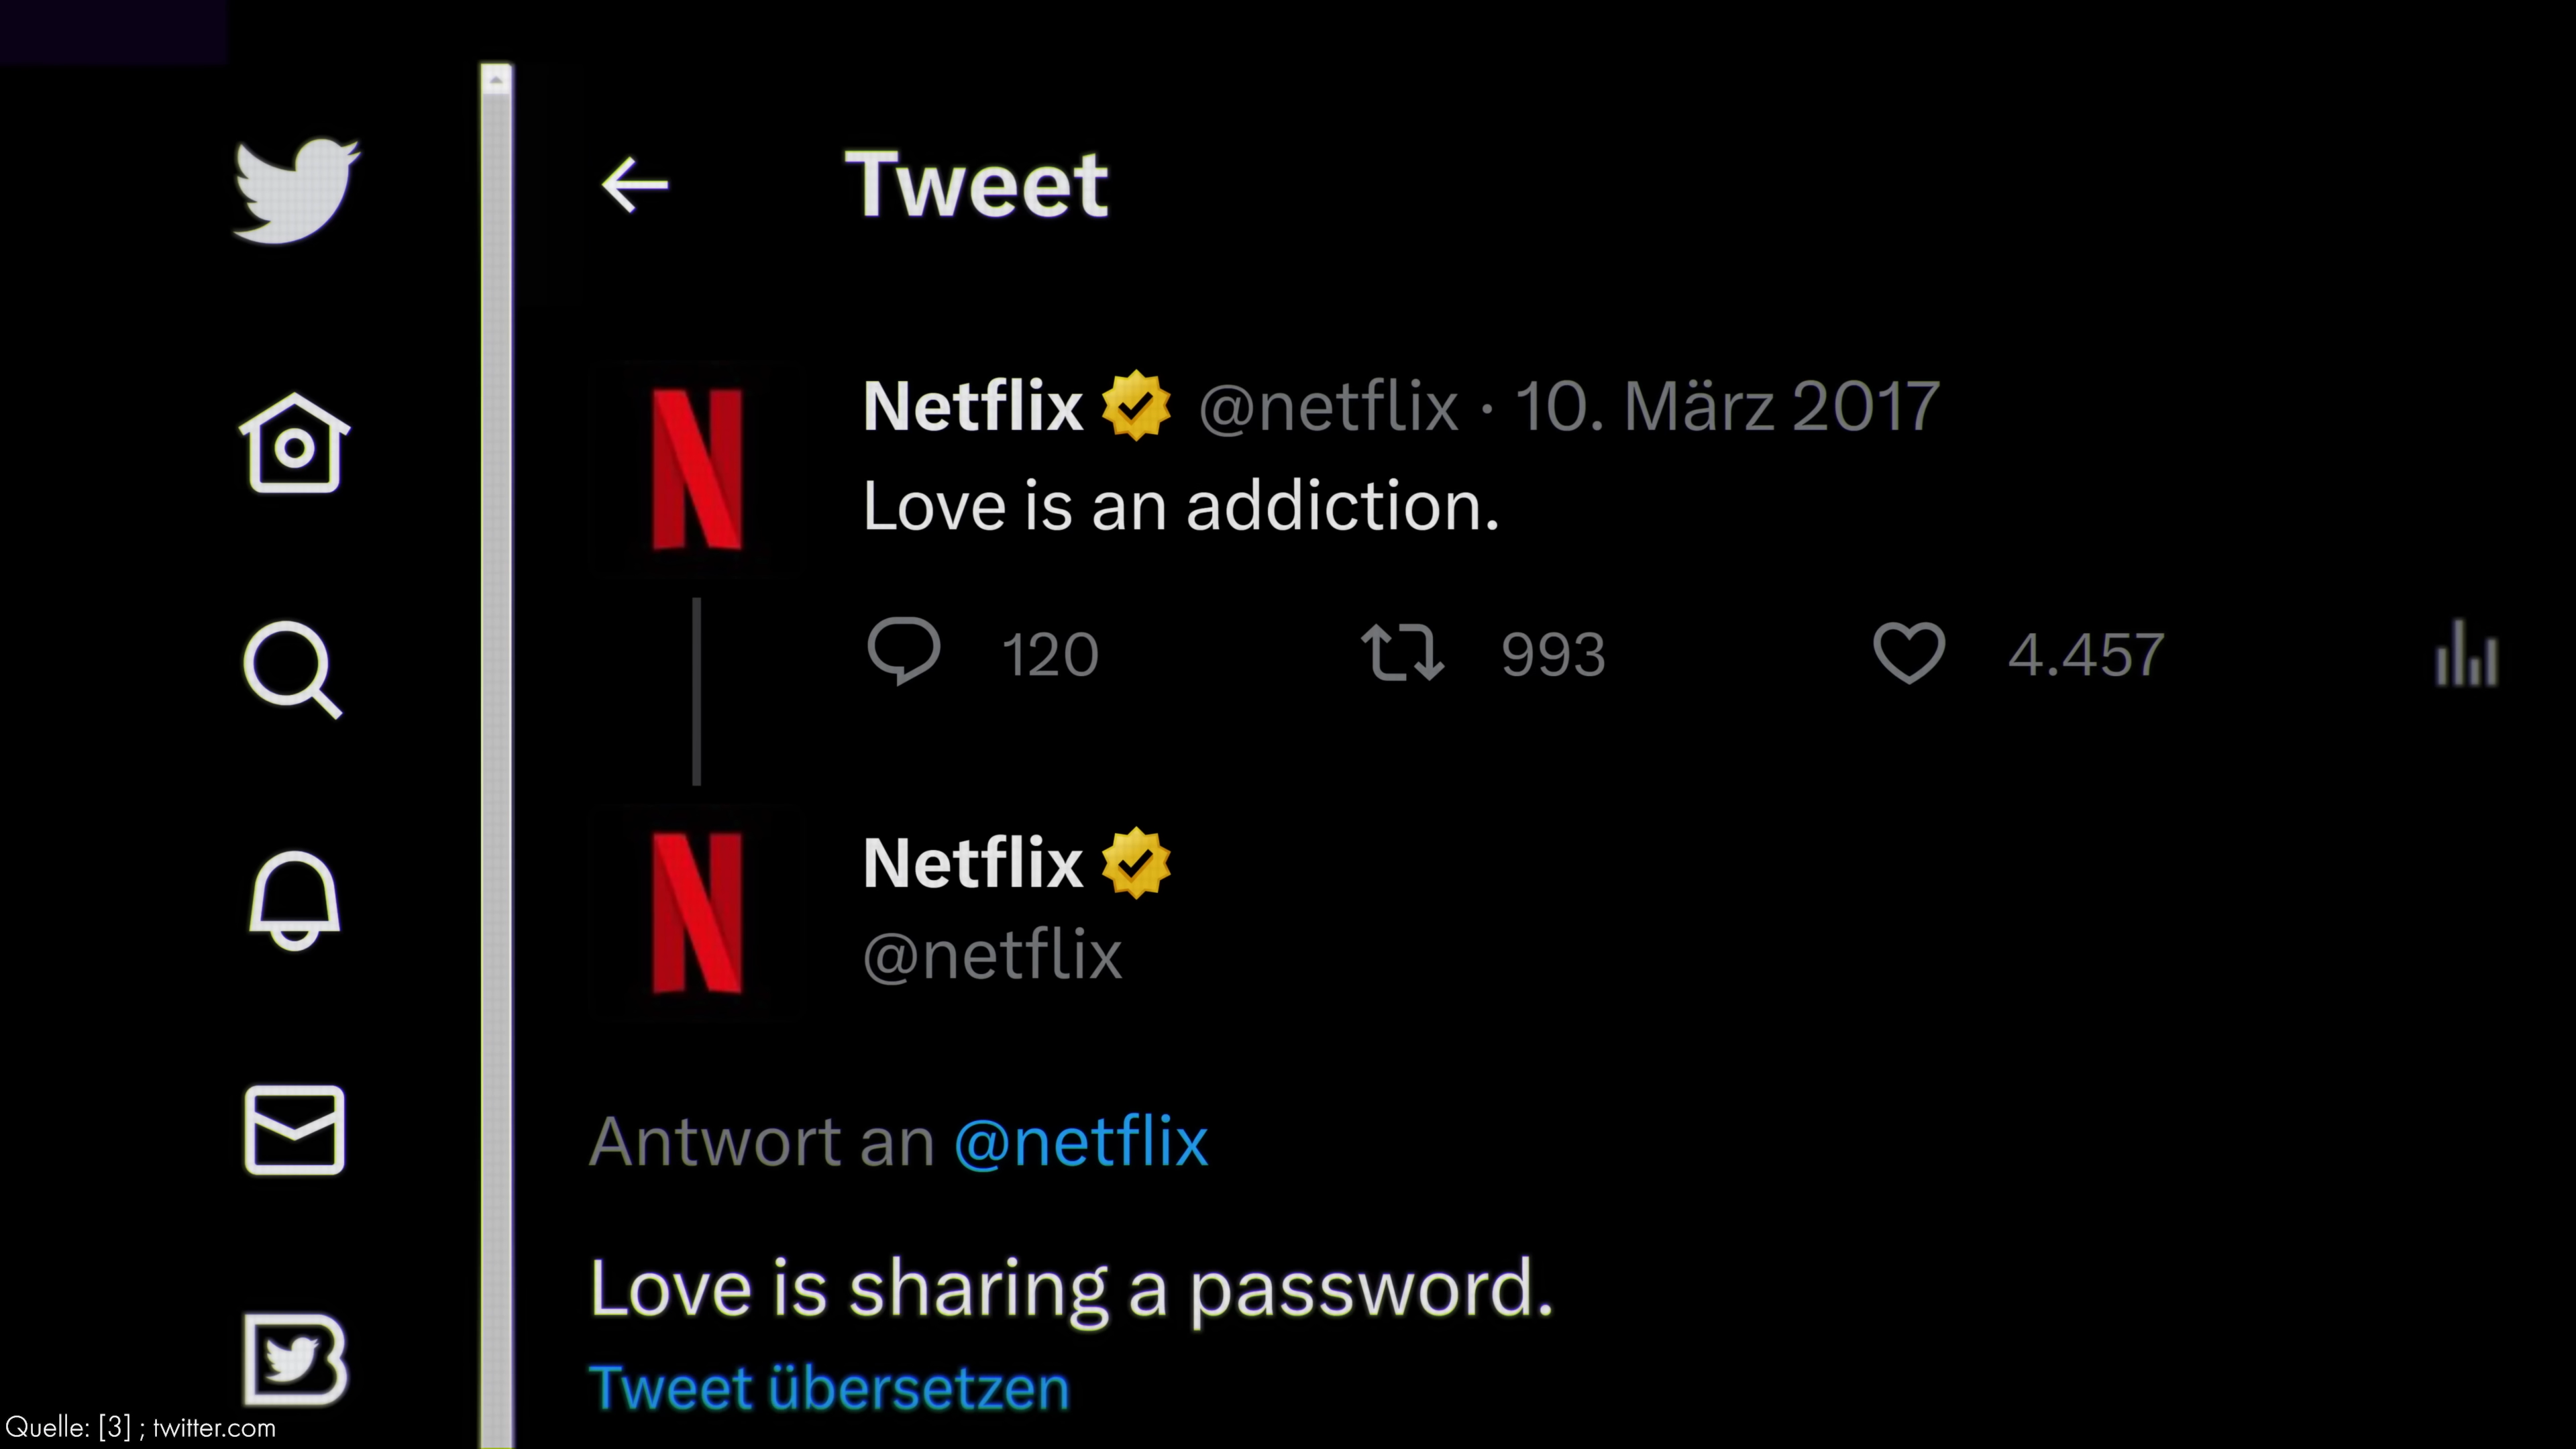 Tweet
Netflix @netflix · 10. März 2017
Love is an addiction.
120 993 4.457
Netflix
@netflix
Antwort an @netflix
Love is sharing a password.
Tweet übersetzen
Quelle: [3] ; twitter.com